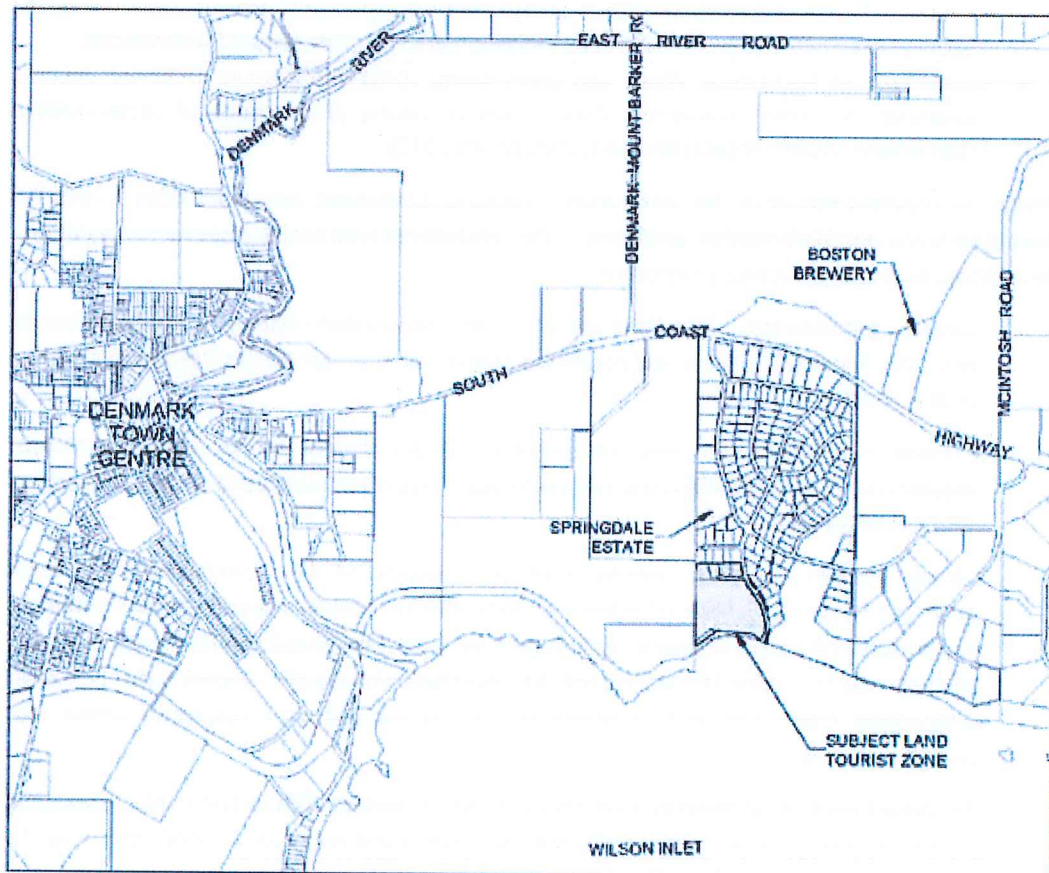 EAST RIVER ROAD
DENMARK RIVER
DENMARK-MOUNT BARKER
BOSTON
BREWERY
MCINTOSH ROAD
SOUTH COAST HIGHWAY
DENMARK
TOWN
CENTRE
SPRINGDALE
ESTATE
SUBJECT LAND
TOURIST ZONE
WILSON INLET